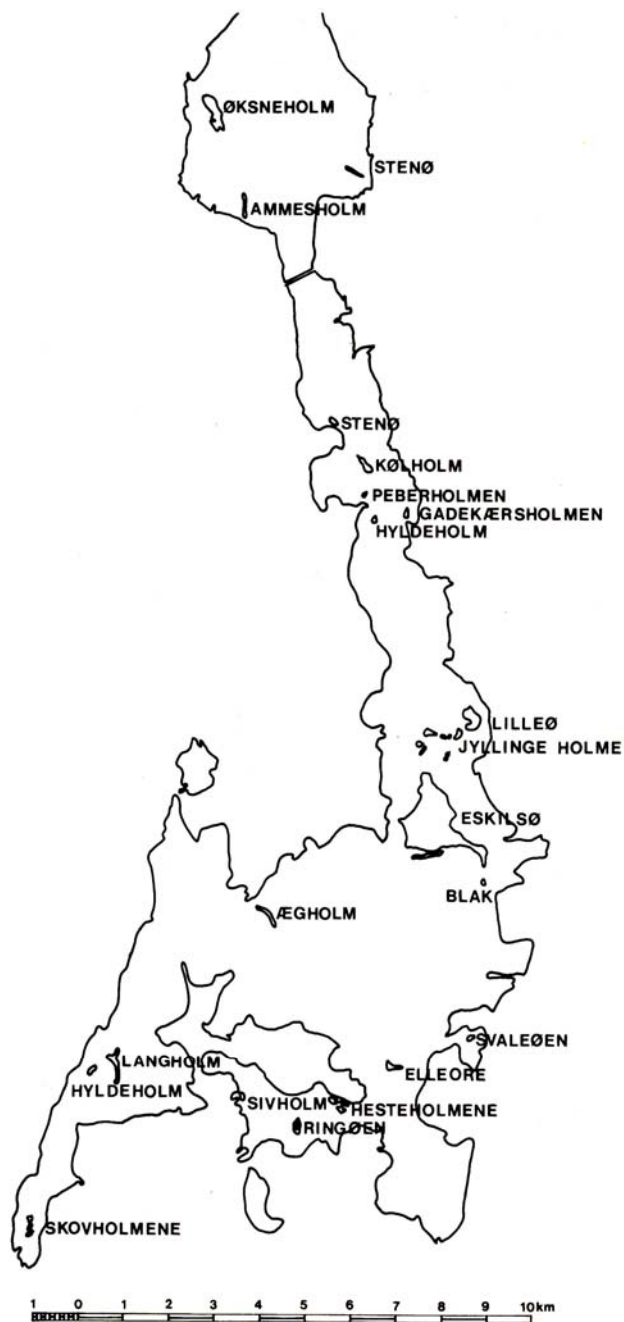 ØKSNEHOLM
STENØ
AMMESHOLM
STENØ
KØLHOLM
PEBERHOLMEN
GADEKÆRSHOLMEN
HYLDEHOLM
LILLEØ
JYLLINGE HOLME
ESKILSØ
BLAK
ÆGHOLM
SVALEØEN
LANGHOLM
ELLEORE
HYLDEHOLM
SIVHOLM
HESTEHOLMENE
RINGØEN
SKOVHOLMENE
1 0 1 2 3 4 5 6 7 8 9 10km